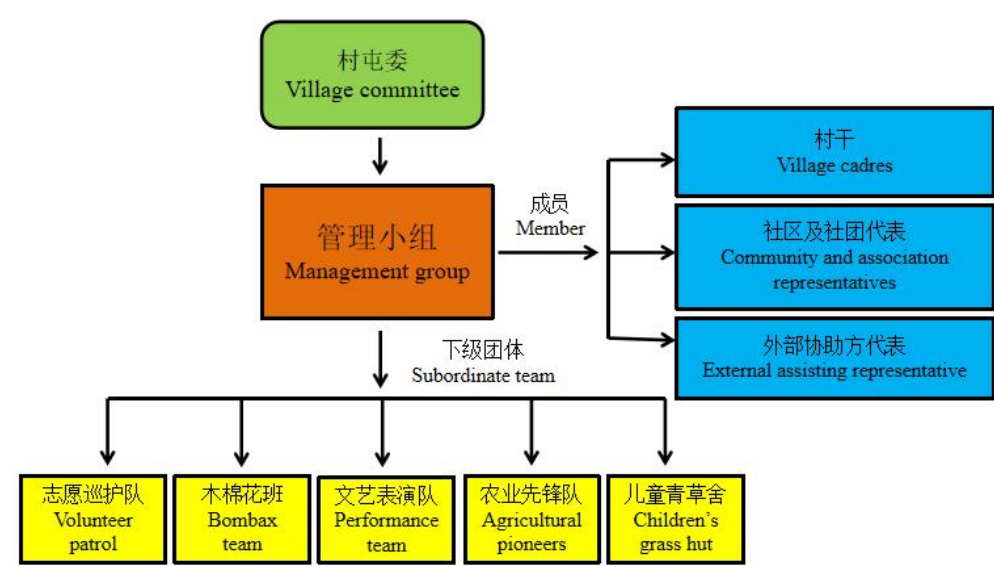 村屯委
Village committee
管理小组
Management group
成员
Member
村干
Village cadres
社区及社团代表
Community and association
representatives
外部协助方代表
External assisting representative
下级团体
Subordinate team
志愿巡护队
Volunteer
patrol
木棉花班
Bombax
team
文艺表演队
Performance
team
农业先锋队
Agricultural
pioneers
儿童青草舍
Children’s
grass hut